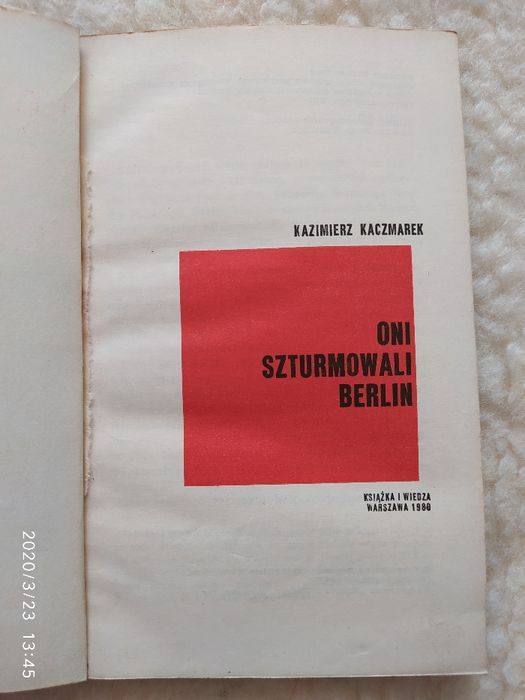 KAZIMIERZ KACZMAREK
ONI
SZTURMOWALI
BERLIN
KSIĄŻKA I WIEDZA
WARSZAWA 1980
2020/3/23 13:45